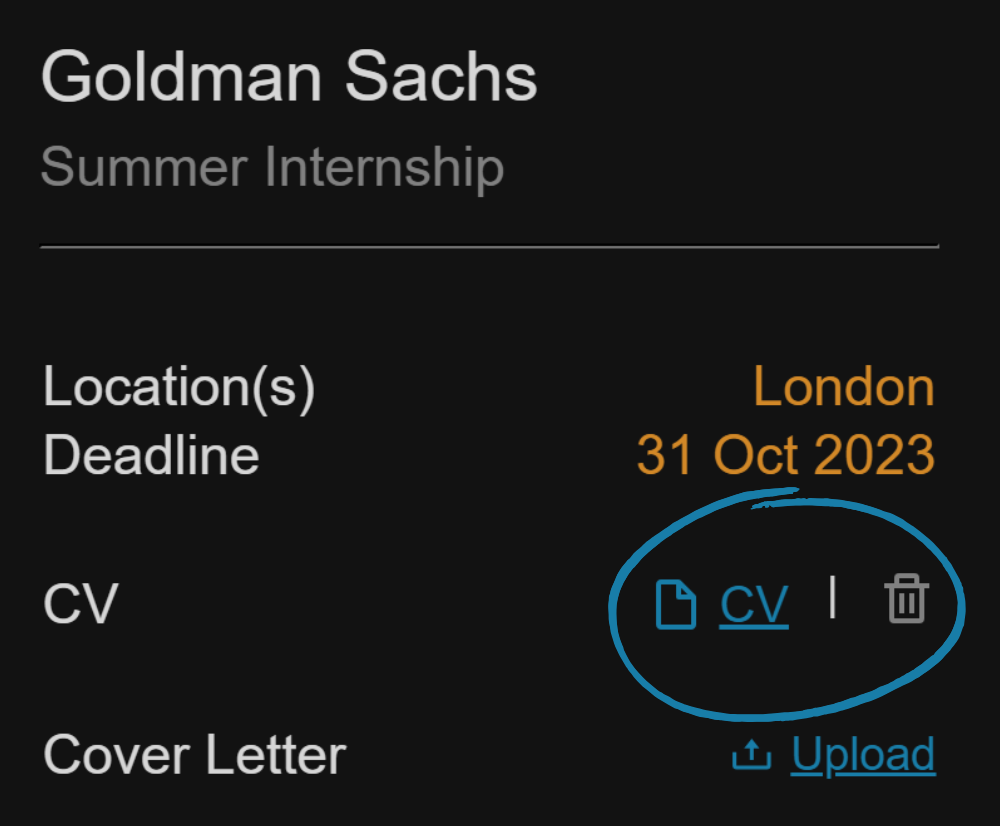 Goldman Sachs
Summer Internship
Location(s) London
Deadline 31 Oct 2023
CV CV |
Cover Letter Upload